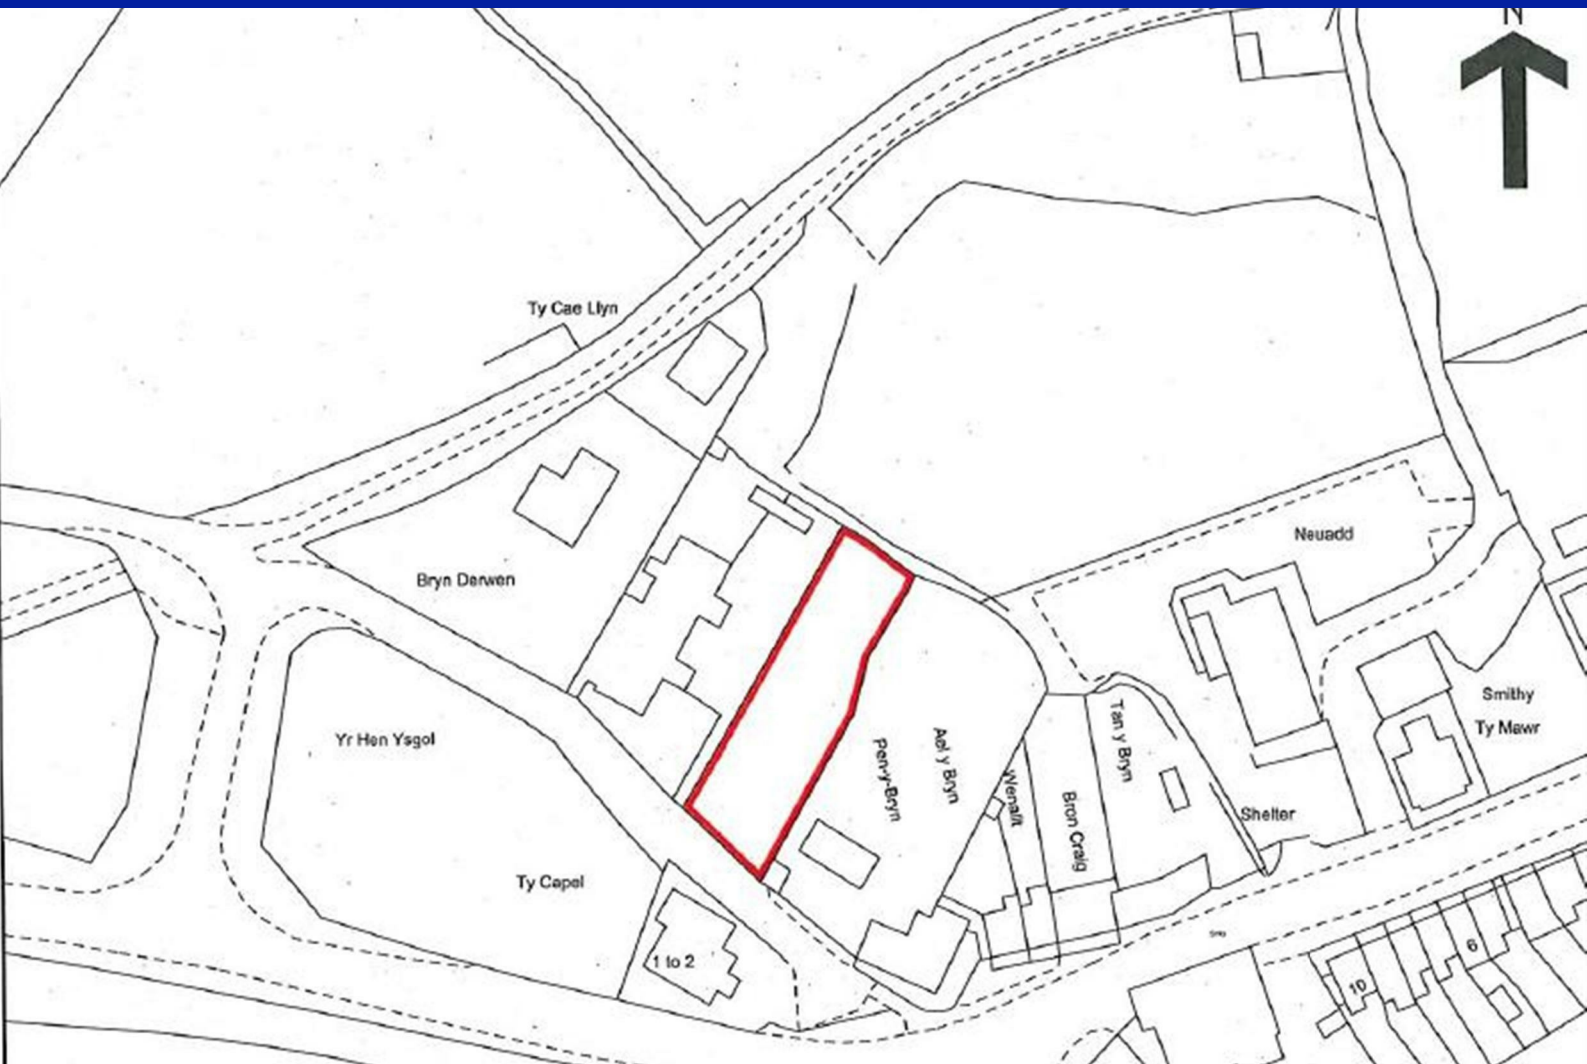 N
Ty Cae Llyn
Neuadd
Bryn Derwen
Smithy
Ty Mawr
Yr Hen Ysgol
Pen-y-Bryn
Ael y Bryn
Wenallt
Bron Craig
Tan y Bryn
Shelter
Ty Capel
1 to 2
6
10